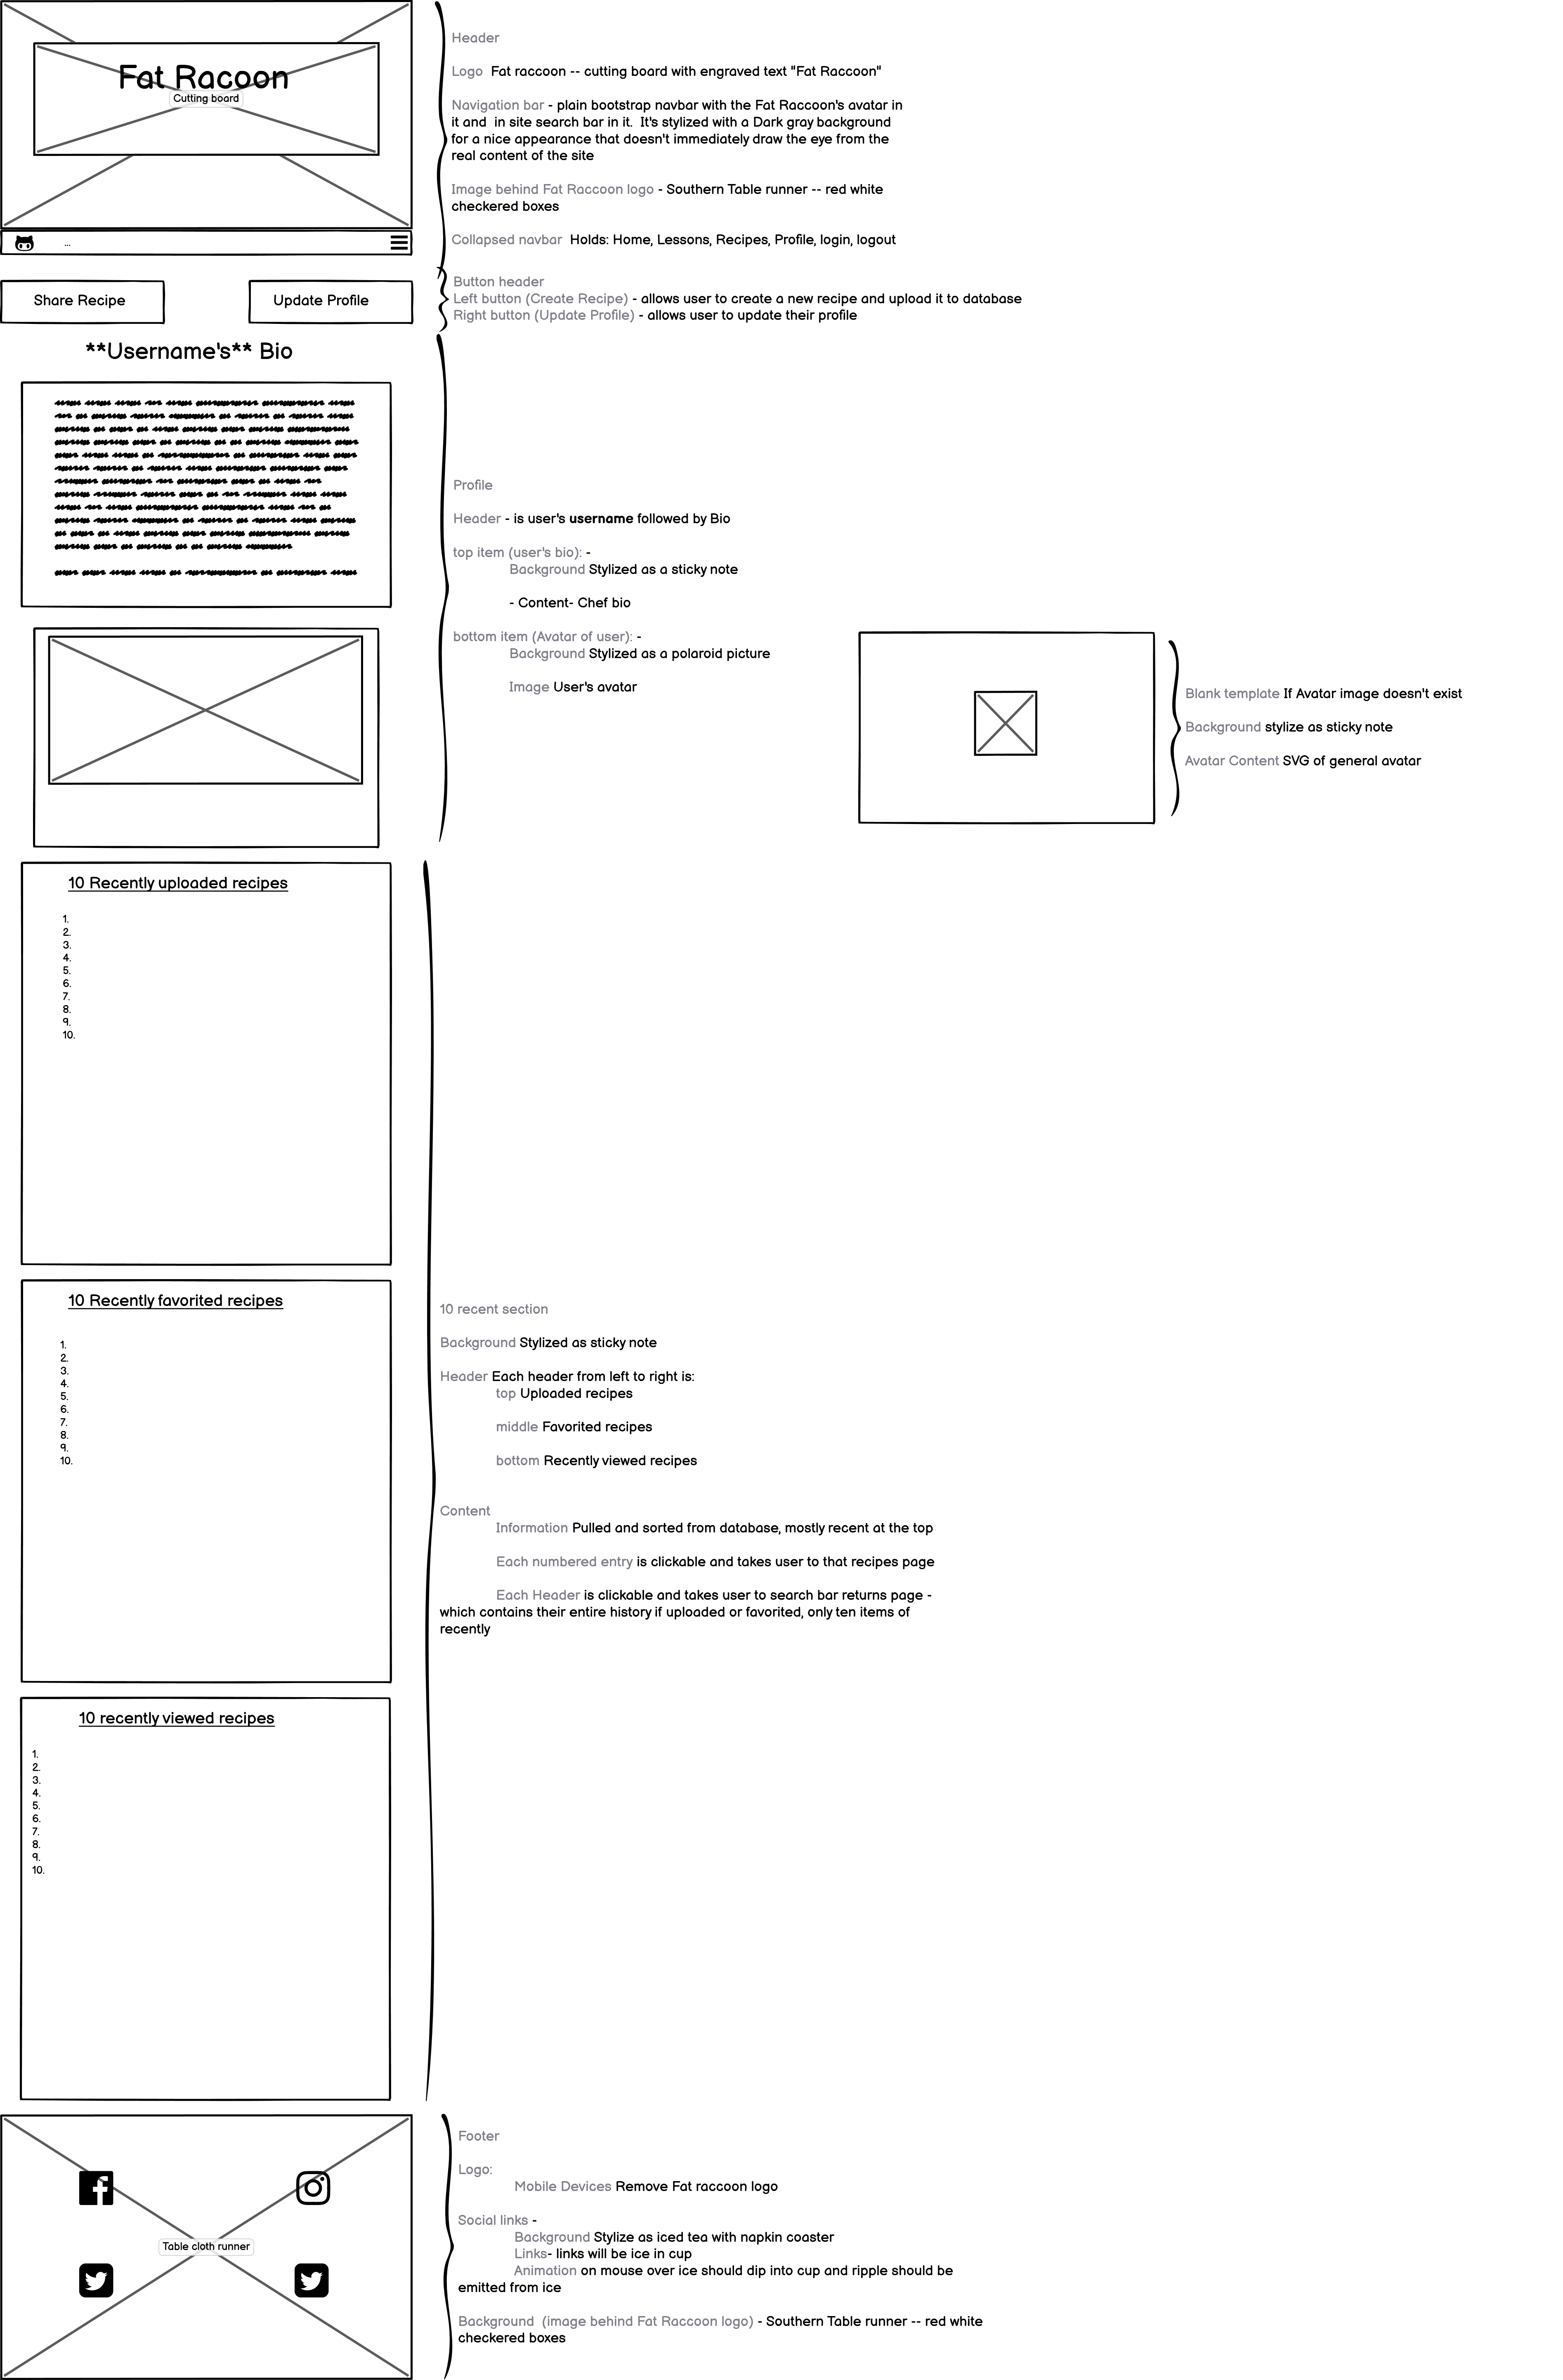 Fat Racoon
Cutting board
...
Header
Logo  Fat raccoon -- cutting board with engraved text "Fat Raccoon"
Navigation bar - plain bootstrap navbar with the Fat Raccoon's avatar in
it and  in site search bar in it.  It's stylized with a Dark gray background
for a nice appearance that doesn't immediately draw the eye from the
real content of the site
Image behind Fat Raccoon logo - Southern Table runner -- red white
checkered boxes
Collapsed navbar  Holds: Home, Lessons, Recipes, Profile, login, logout
Share Recipe
Update Profile
Button header
Left button (Create Recipe) - allows user to create a new recipe and upload it to database
Right button (Update Profile) - allows user to update their profile
**Username's** Bio
Profile
Header - is user's username followed by Bio
top item (user's bio): -
Background Stylized as a sticky note
- Content- Chef bio
bottom item (Avatar of user): -
Background Stylized as a polaroid picture
Image User's avatar
Blank template If Avatar image doesn't exist
Background stylize as sticky note
Avatar Content SVG of general avatar
10 Recently uploaded recipes
1.
2.
3.
4.
5.
6.
7.
8.
9.
10.
10 Recently favorited recipes
1.
2.
3.
4.
5.
6.
7.
8.
9.
10.
10 recent section
Background Stylized as sticky note
Header Each header from left to right is:
top Uploaded recipes
middle Favorited recipes
bottom Recently viewed recipes
Content
Information Pulled and sorted from database, mostly recent at the top
Each numbered entry is clickable and takes user to that recipes page
Each Header is clickable and takes user to search bar returns page -
which contains their entire history if uploaded or favorited, only ten items of
recently
10 recently viewed recipes
1.
2.
3.
4.
5.
6.
7.
8.
9.
10.
Table cloth runner
Footer
Logo:
Mobile Devices Remove Fat raccoon logo
Social links -
Background Stylize as iced tea with napkin coaster
Links- links will be ice in cup
Animation on mouse over ice should dip into cup and ripple should be
emitted from ice
Background  (image behind Fat Raccoon logo) - Southern Table runner -- red white
checkered boxes